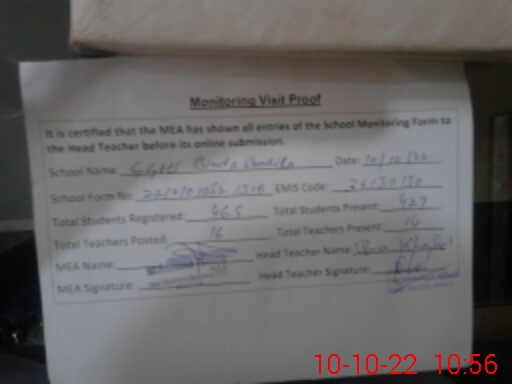 Monitoring Visit Proof
It is certified that the MEA has shown all entries of the School Monitoring Form to
the Head Teacher before its online submission.
School Name: Date: 10/10/22
School Form No. EMIS Code:
Total Students Registered: 465 Total Students Present: 427
Total Teachers Posted: 16 Total Teachers Present: 14
MEA Name: Head Teacher Name:
MEA Signature: Head Teacher Signature:
10-10-22 10:56